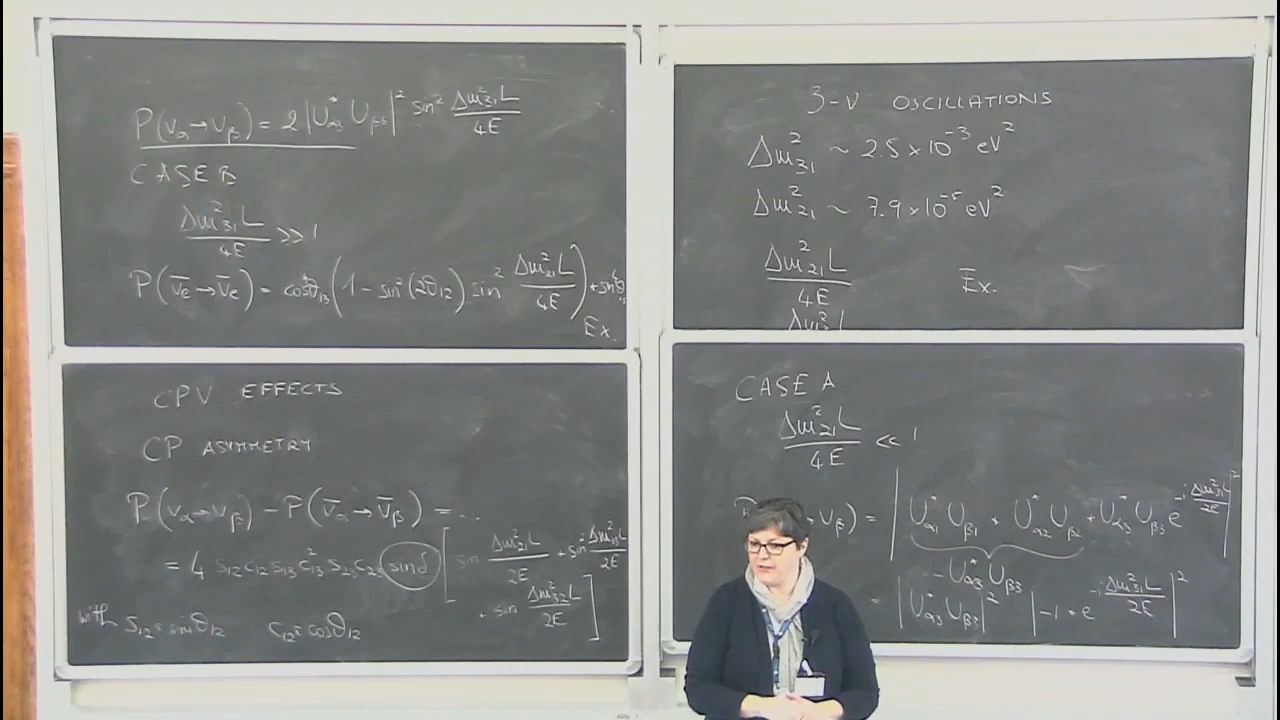 P(ν_α→ν_β) = 2|U*_α3 U_β3|² sin² Δm²_31 L / 4E
CASE B
Δm²_31 L / 4E >> 1
P(ν̄_e→ν̄_e) = cos⁴θ_13 (1 - sin²(2θ_12) sin² Δm²_21 L / 4E) + sin⁴θ_13
Ex.
CPV EFFECTS
CP ASYMMETRY
P(ν_α→ν_β) - P(ν̄_α→ν̄_β) = ...
= 4 s_12 c_12 s_13 c²_13 s_23 c_23 sinδ [ sin Δm²_21 L / 2E + sin
+ sin Δm²_32 L / 2E ]
with s_12 = sinθ_12 c_12 = cosθ_12
3-ν OSCILLATIONS
Δm²_31 ~ 2.5 × 10⁻³ eV²
Δm²_21 ~ 7.9 × 10⁻⁵ eV²
Δm²_21 L / 4E Ex.
CASE A
Δm²_21 L / 4E << 1
ν_β) = | U*_α1 U_β1 + U*_α2 U_β2 + U*_α3 U_β3 e^(-i Δm²_31 L / 2E) |²
-U*_α3 U_β3
= |U*_α3 U_β3|² |-1 + e^(-i Δm²_31 L / 2E)|²